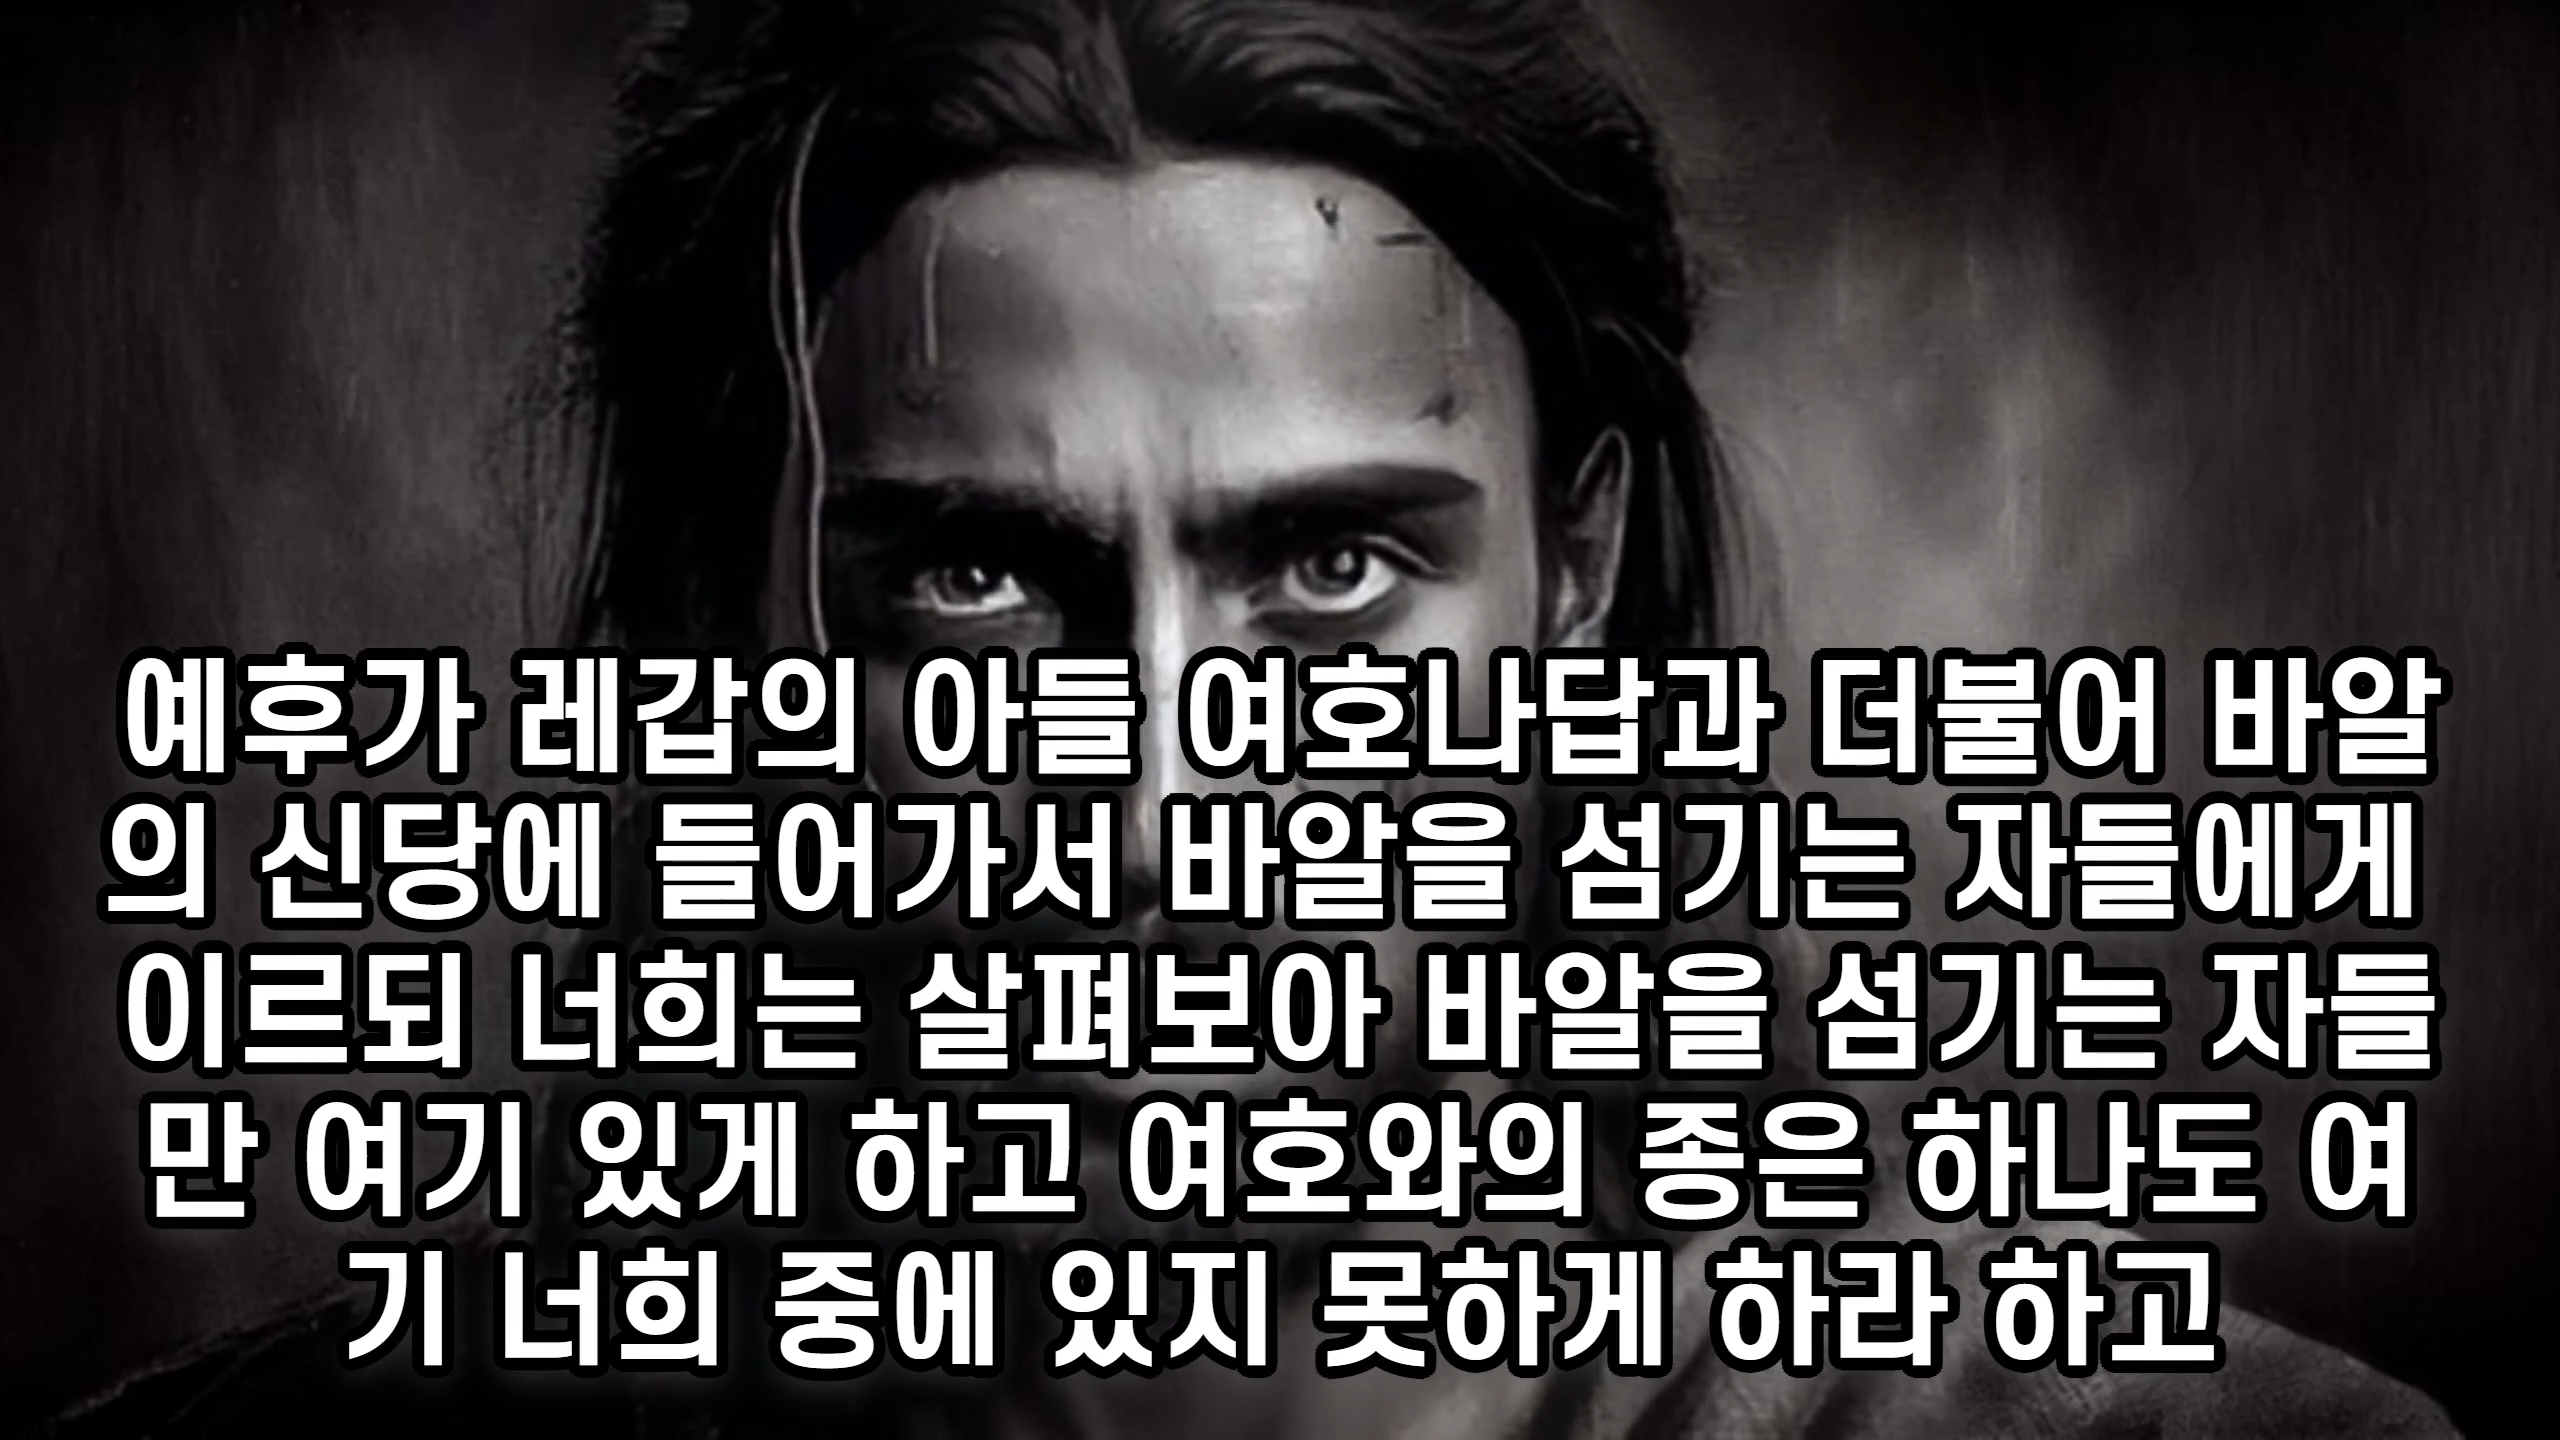 예후가 레갑의 아들 여호나답과 더불어 바알
의 신당에 들어가서 바알을 섬기는 자들에게
이르되 너희는 살펴보아 바알을 섬기는 자들
만 여기 있게 하고 여호와의 종은 하나도 여
기 너희 중에 있지 못하게 하라 하고